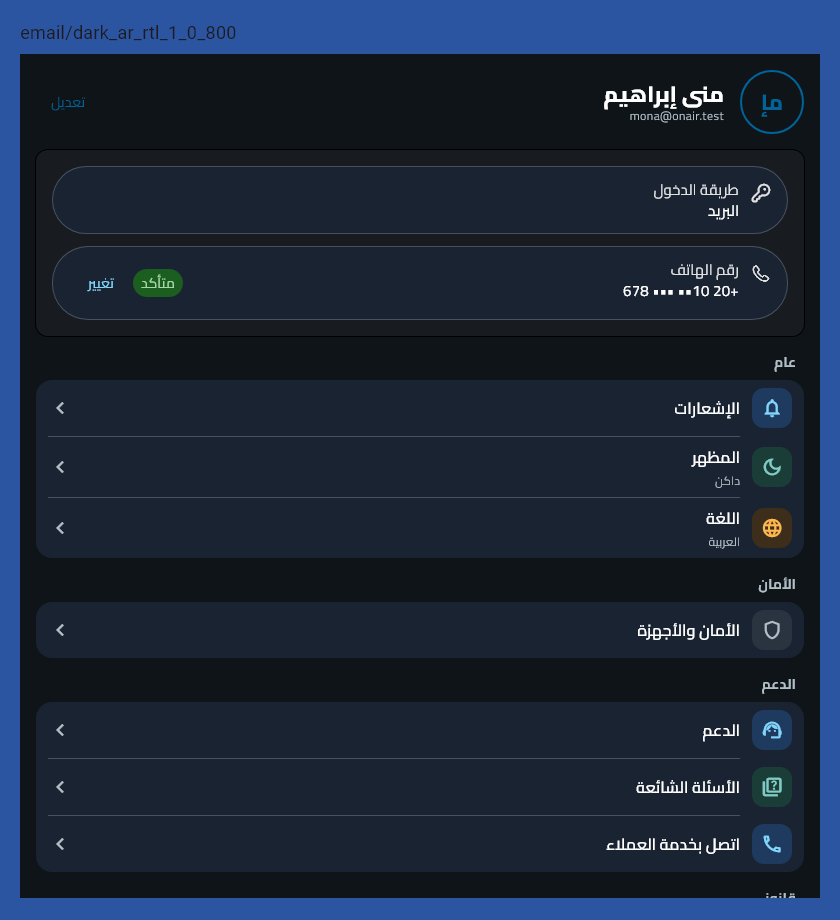 email/dark_ar_rtl_1_0_800
مإ
منى إبراهيم
mona@onair.test
تعديل
طريقة الدخول
البريد
رقم الهاتف
+20 10•• ••• 678
متأكد
تغيير
عام
الإشعارات
المظهر
داكن
اللغة
العربية
الأمان
الأمان والأجهزة
الدعم
الدعم
الأسئلة الشائعة
اتصل بخدمة العملاء